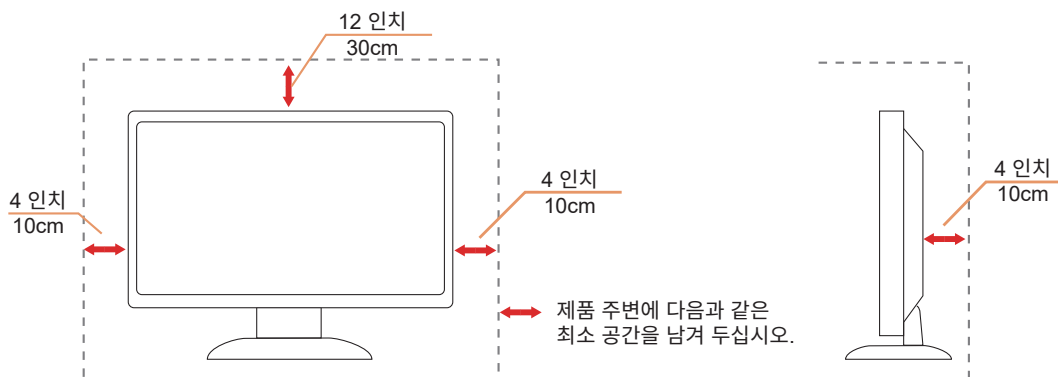 12 인치
30cm
4 인치
10cm
4 인치
10cm
제품 주변에 다음과 같은
최소 공간을 남겨 두십시오.
4 인치
10cm